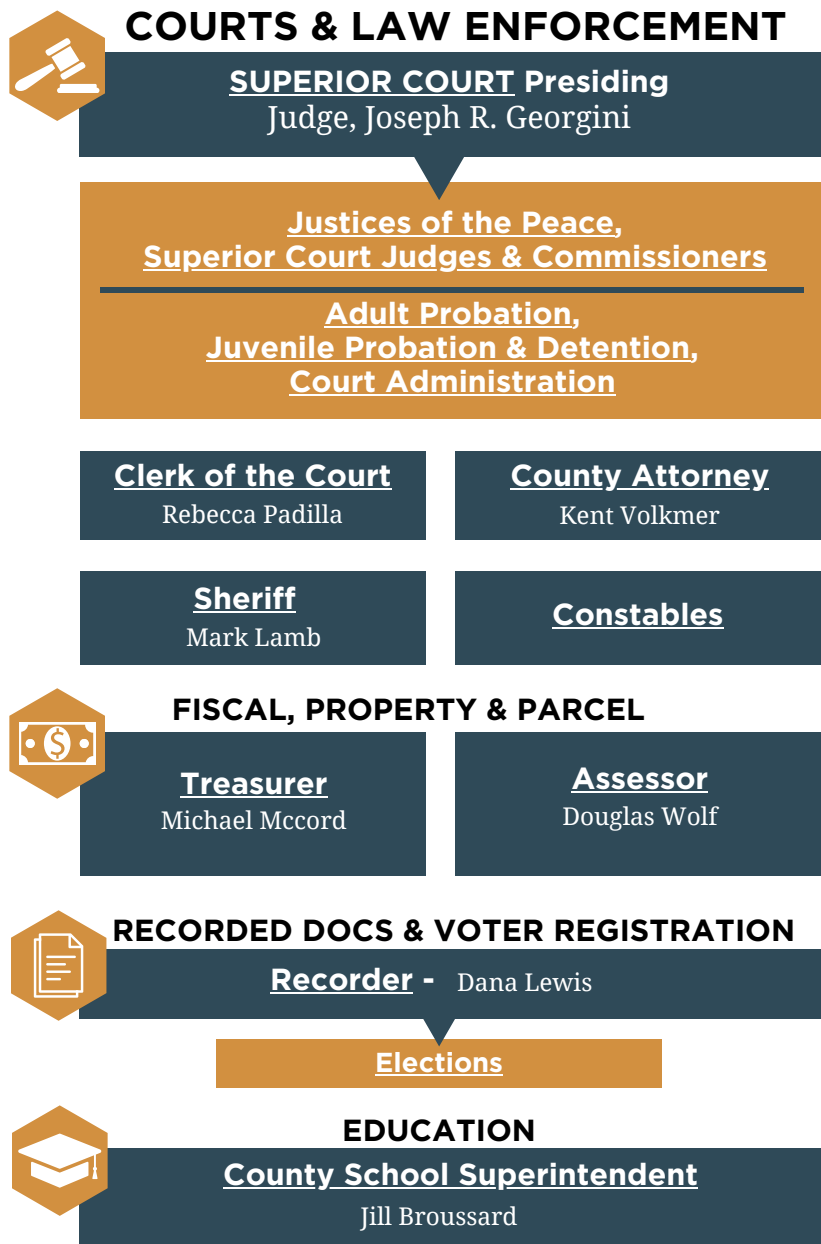 COURTS & LAW ENFORCEMENT
SUPERIOR COURT Presiding
Judge, Joseph R. Georgini
Justices of the Peace,
Superior Court Judges & Commissioners
Adult Probation,
Juvenile Probation & Detention,
Court Administration
Clerk of the Court
Rebecca Padilla
County Attorney
Kent Volkmer
Sheriff
Mark Lamb
Constables
FISCAL, PROPERTY & PARCEL
$
Treasurer
Michael Mccord
Assessor
Douglas Wolf
RECORDED DOCS & VOTER REGISTRATION
Recorder - Dana Lewis
Elections
EDUCATION
County School Superintendent
Jill Broussard